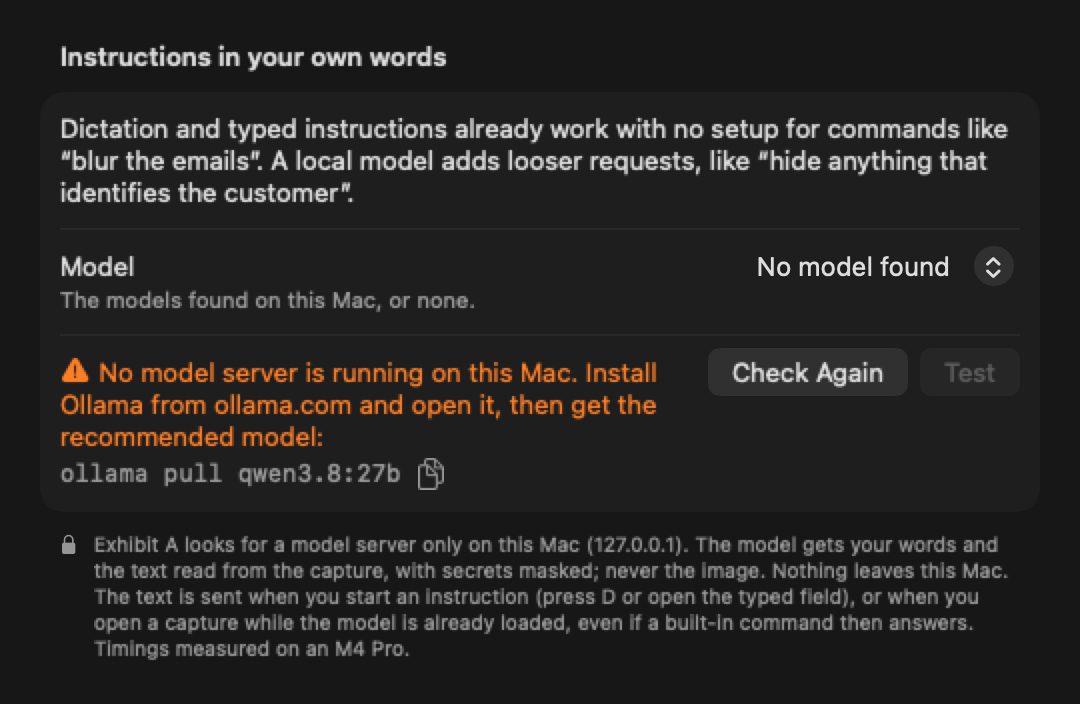 Instructions in your own words
Dictation and typed instructions already work with no setup for commands like
“blur the emails”. A local model adds looser requests, like “hide anything that
identifies the customer”.
Model
No model found
The models found on this Mac, or none.
No model server is running on this Mac. Install
Ollama from ollama.com and open it, then get the
recommended model:
Check Again
Test
ollama pull qwen3.8:27b
Exhibit A looks for a model server only on this Mac (127.0.0.1). The model gets your words and
the text read from the capture, with secrets masked; never the image. Nothing leaves this Mac.
The text is sent when you start an instruction (press D or open the typed field), or when you
open a capture while the model is already loaded, even if a built-in command then answers.
Timings measured on an M4 Pro.